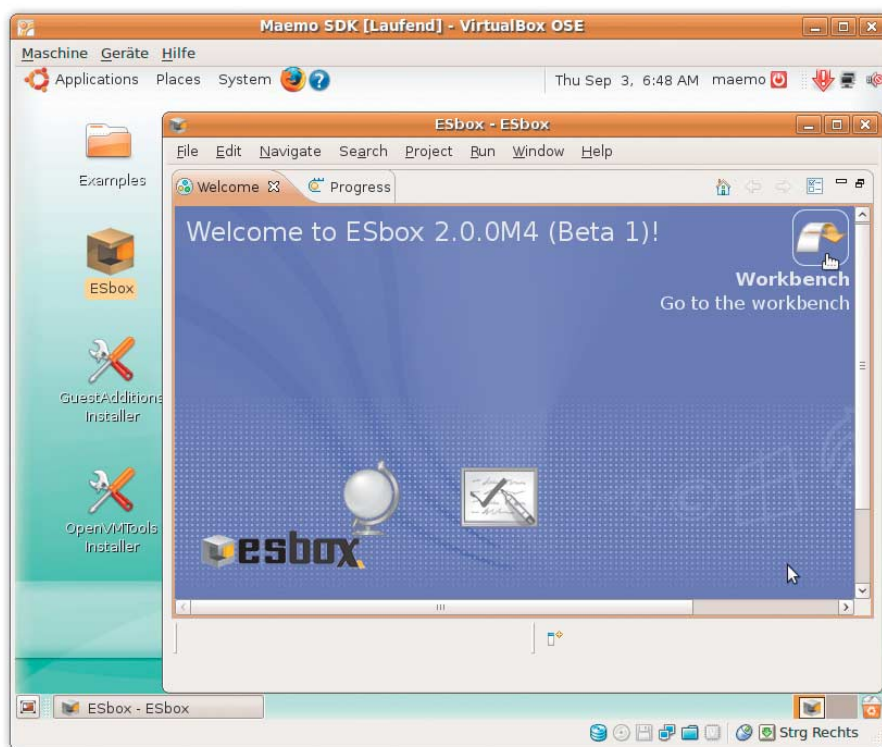 Maemo SDK [Laufend] - VirtualBox OSE
Maschine Geräte Hilfe
Applications Places System
Thu Sep 3, 6:48 AM maemo
Examples
ESbox
GuestAdditions
Installer
OpenVMTools
Installer
ESbox - ESbox
File Edit Navigate Search Project Run Window Help
Welcome Progress
Welcome to ESbox 2.0.0M4 (Beta 1)!
Workbench
Go to the workbench
esbox
ESbox - ESbox
Strg Rechts